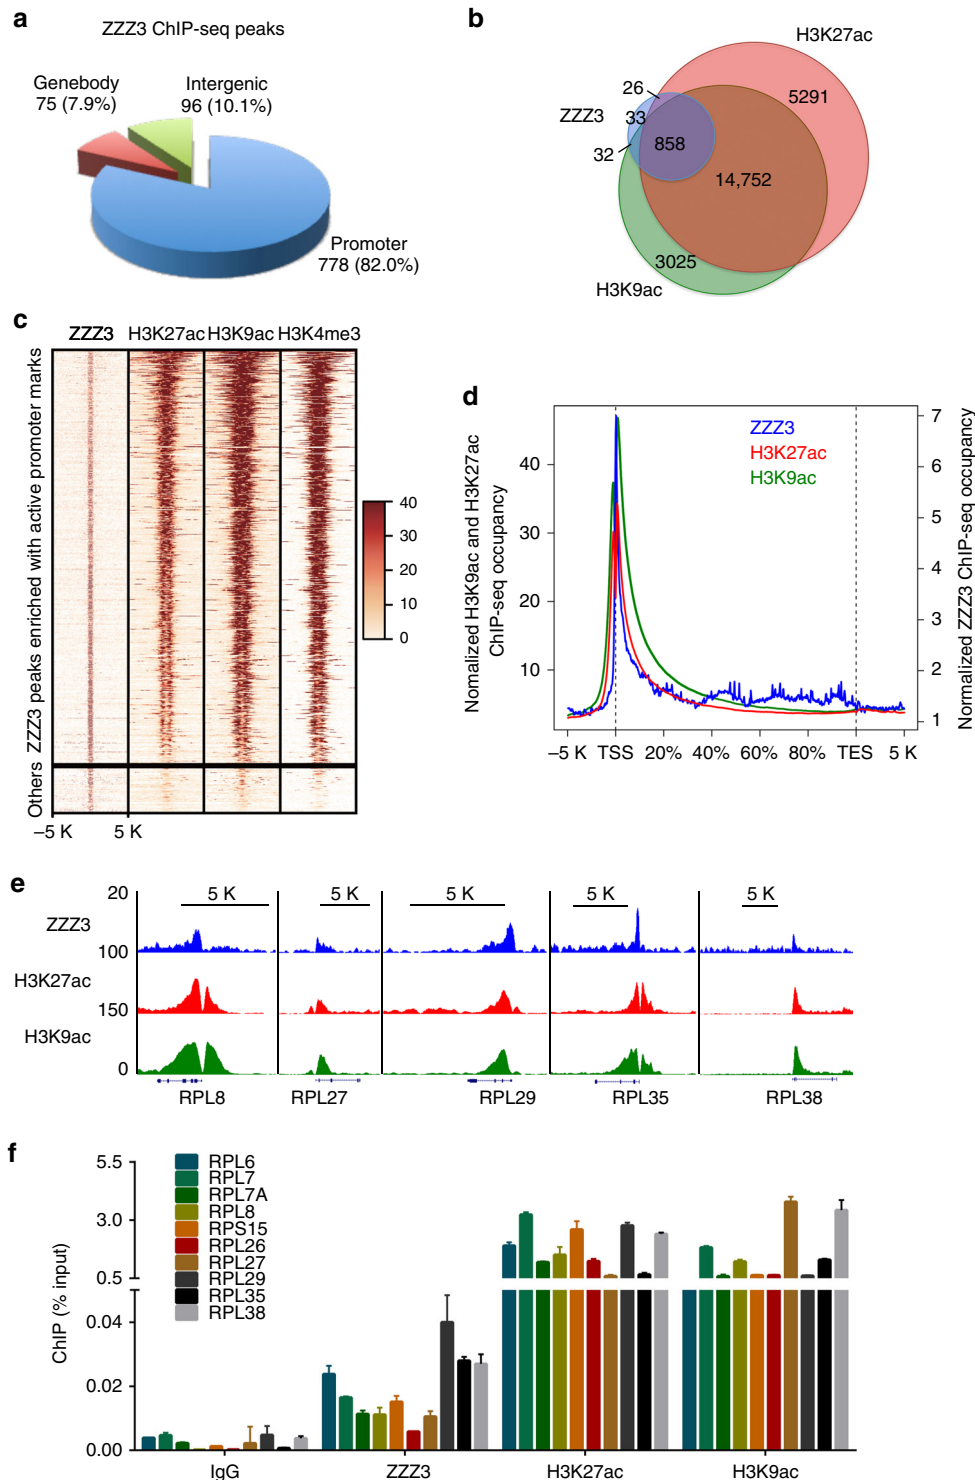 a
ZZZ3 ChIP-seq peaks
Genebody
75 (7.9%)
Intergenic
96 (10.1%)
Promoter
778 (82.0%)
b
H3K27ac
26
5291
33
ZZZ3
858
32
14,752
3025
H3K9ac
c
ZZZ3 H3K27ac H3K9ac H3K4me3
ZZZ3 peaks enriched with active promoter marks
Others
–5 K 5 K
40
30
20
10
0
d
Nomalized H3K9ac and H3K27ac
ChIP-seq occupancy
40
30
20
10
ZZZ3
H3K27ac
H3K9ac
7
6
5
4
3
2
1
Normalized ZZZ3 ChIP-seq occupancy
–5 K TSS 20% 40% 60% 80% TES 5 K
e
20
5 K 5 K 5 K 5 K 5 K
ZZZ3
100
H3K27ac
150
H3K9ac
0
RPL8 RPL27 RPL29 RPL35 RPL38
f
ChIP (% input)
5.5
3.0
0.5
0.04
0.02
0.00
RPL6
RPL7
RPL7A
RPL8
RPS15
RPL26
RPL27
RPL29
RPL35
RPL38
IgG ZZZ3 H3K27ac H3K9ac